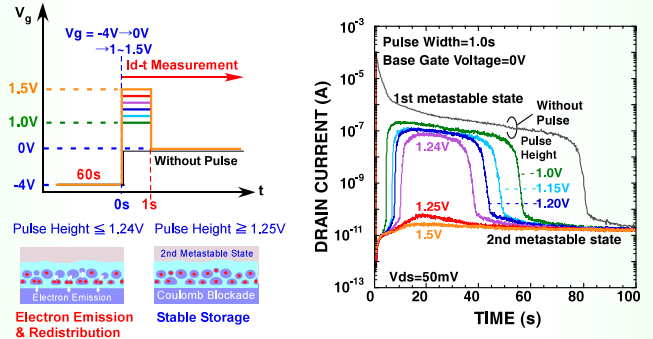 Vg
Vg = -4V→0V
→1~1.5V
Id-t Measurement
1.5V
1.0V
0V
-4V
Without Pulse
60s
0s
1s
t
Pulse Height ≦ 1.24V
Pulse Height ≧ 1.25V
2nd Metastable State
Electron Emission
Coulomb Blockade
Electron Emission
& Redistribution
Stable Storage
DRAIN CURRENT (A)
10-3
10-5
10-7
10-9
10-11
10-13
Pulse Width=1.0s
Base Gate Voltage=0V
1st metastable state
Without
Pulse
Pulse
Height
1.24V
1.0V
1.15V
1.20V
1.25V
1.5V
2nd metastable state
Vds=50mV
0
20
40
60
80
100
TIME (s)